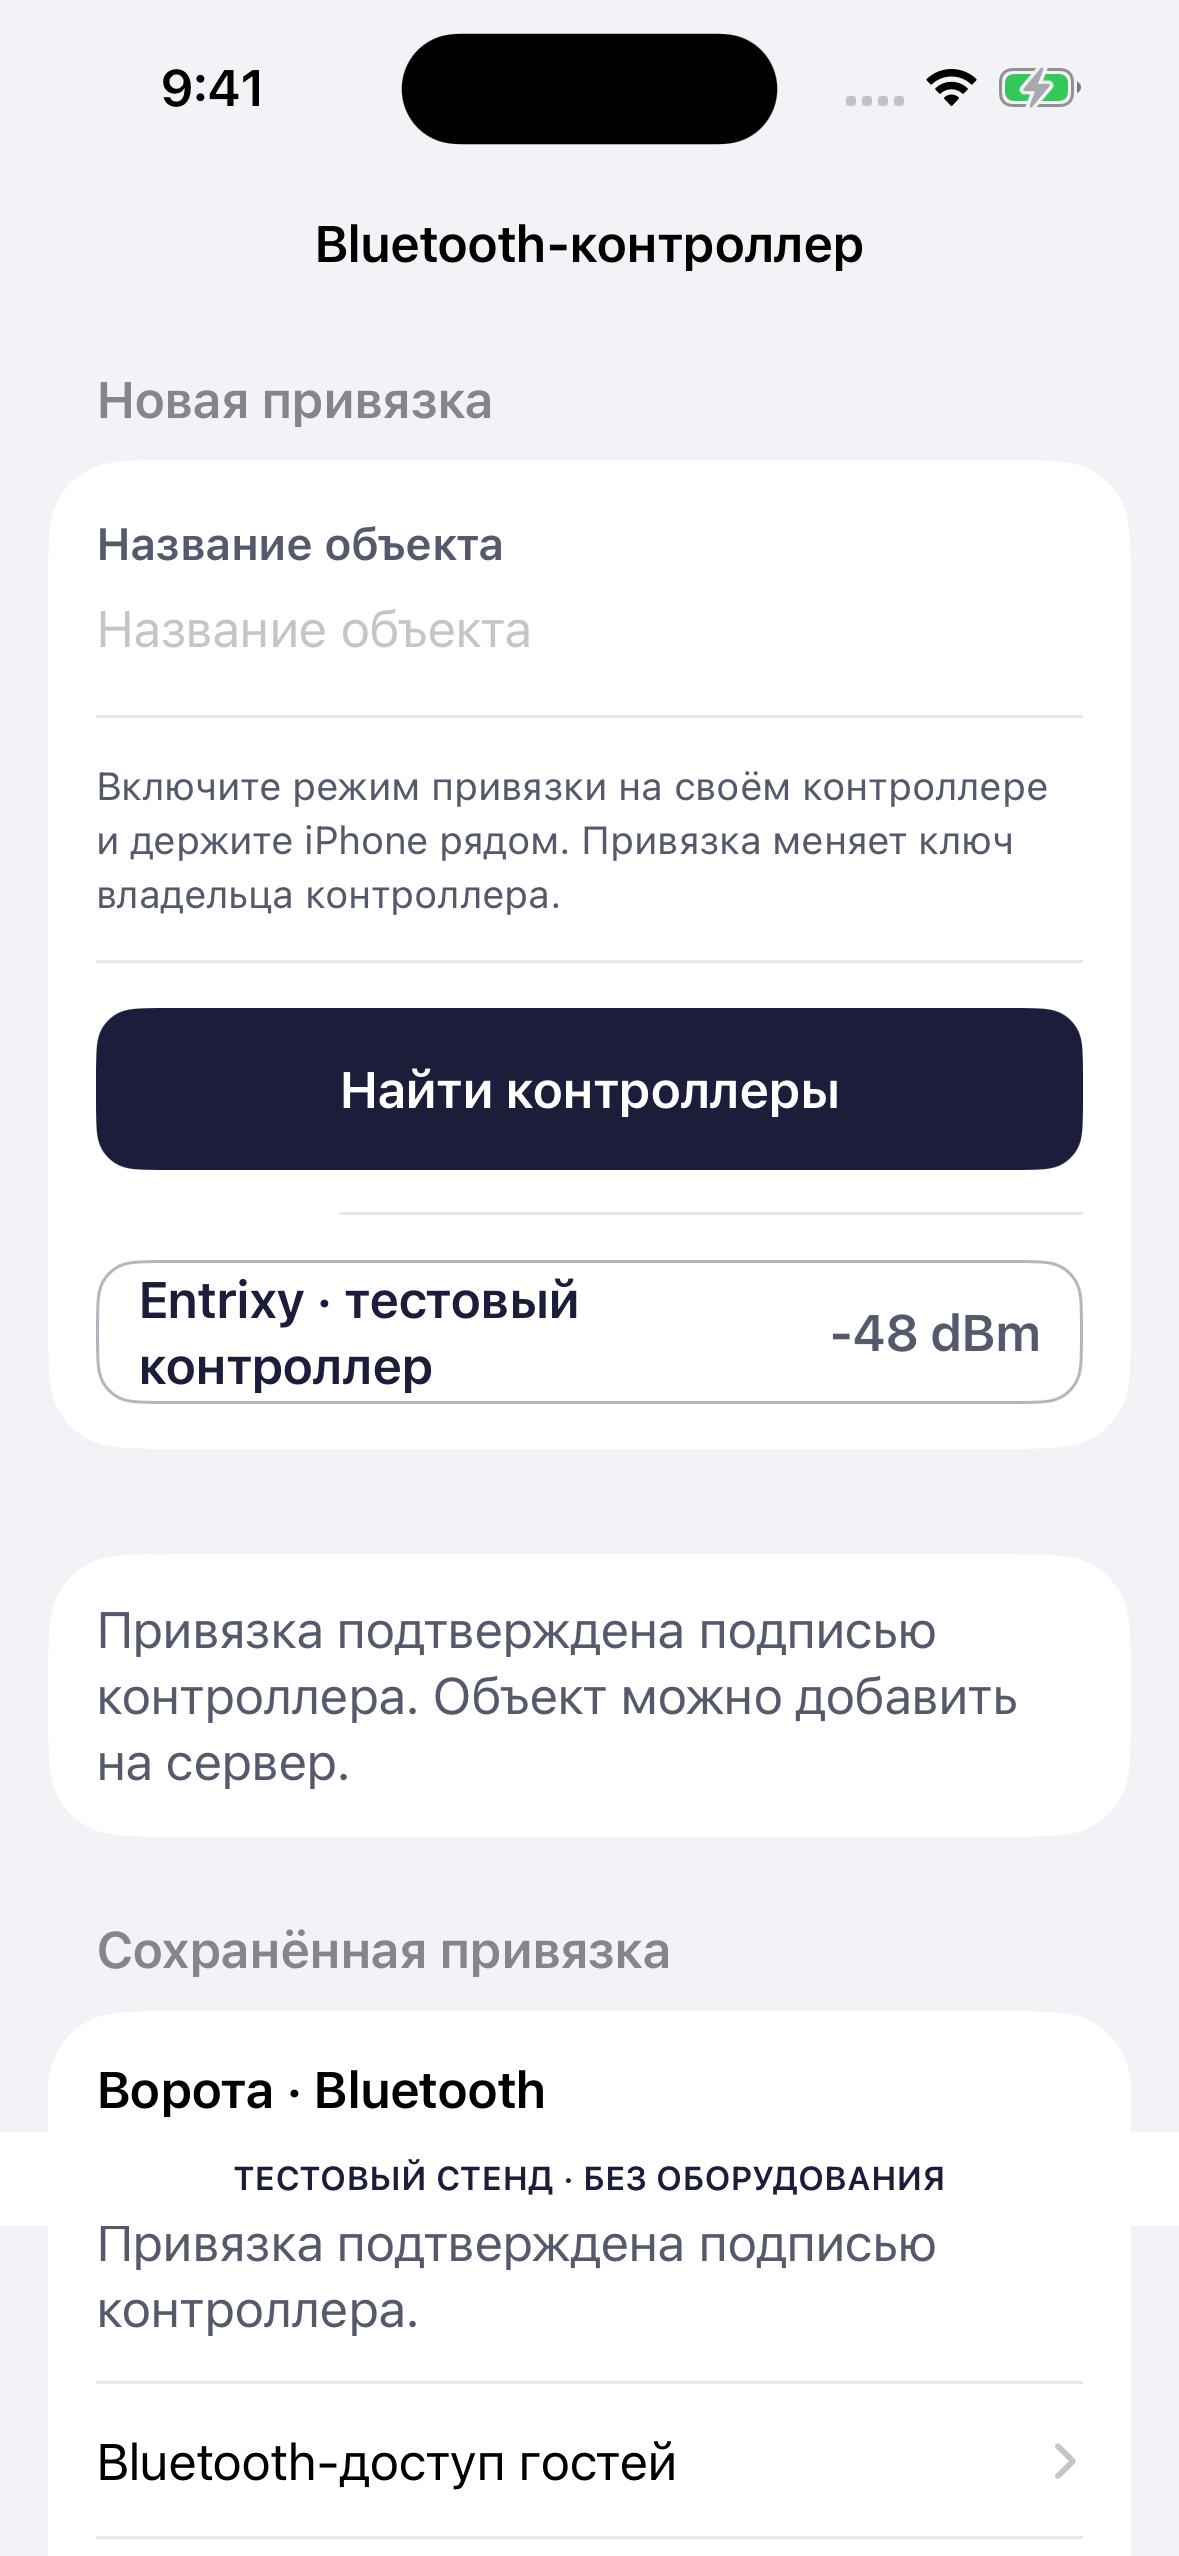 9:41
Bluetooth-контроллер
Новая привязка
Название объекта
Название объекта
Включите режим привязки на своём контроллере
и держите iPhone рядом. Привязка меняет ключ
владельца контроллера.
Найти контроллеры
Entrixy · тестовый
контроллер
-48 dBm
Привязка подтверждена подписью
контроллера. Объект можно добавить
на сервер.
Сохранённая привязка
Ворота · Bluetooth
ТЕСТОВЫЙ СТЕНД · БЕЗ ОБОРУДОВАНИЯ
Привязка подтверждена подписью
контроллера.
Bluetooth-доступ гостей